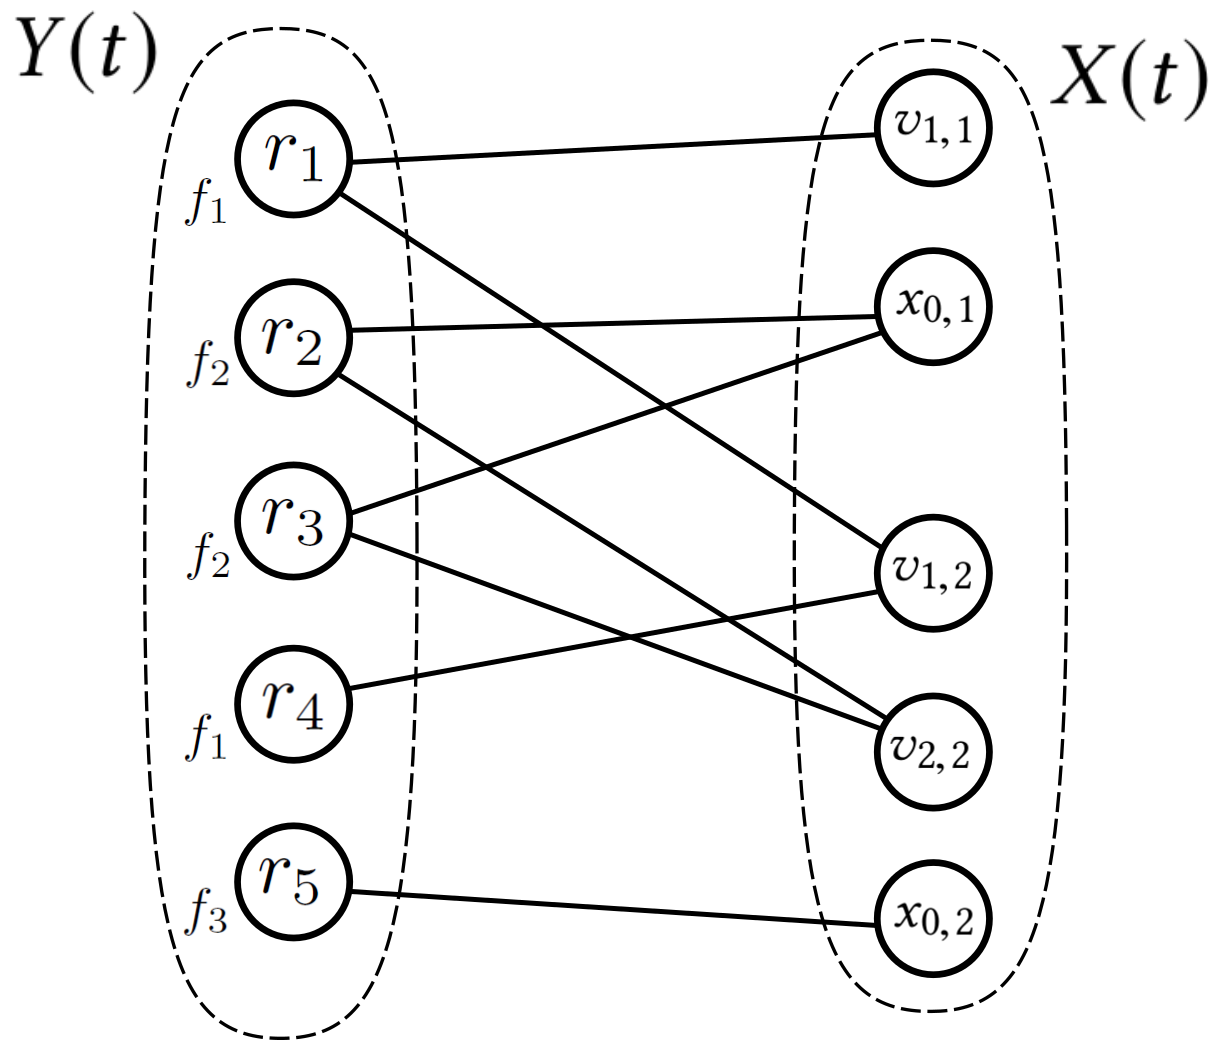 Y(t)
X(t)
r₁
f₁
r₂
f₂
r₃
f₂
r₄
f₁
r₅
f₃
v₁,₁
x₀,₁
v₁,₂
v₂,₂
x₀,₂